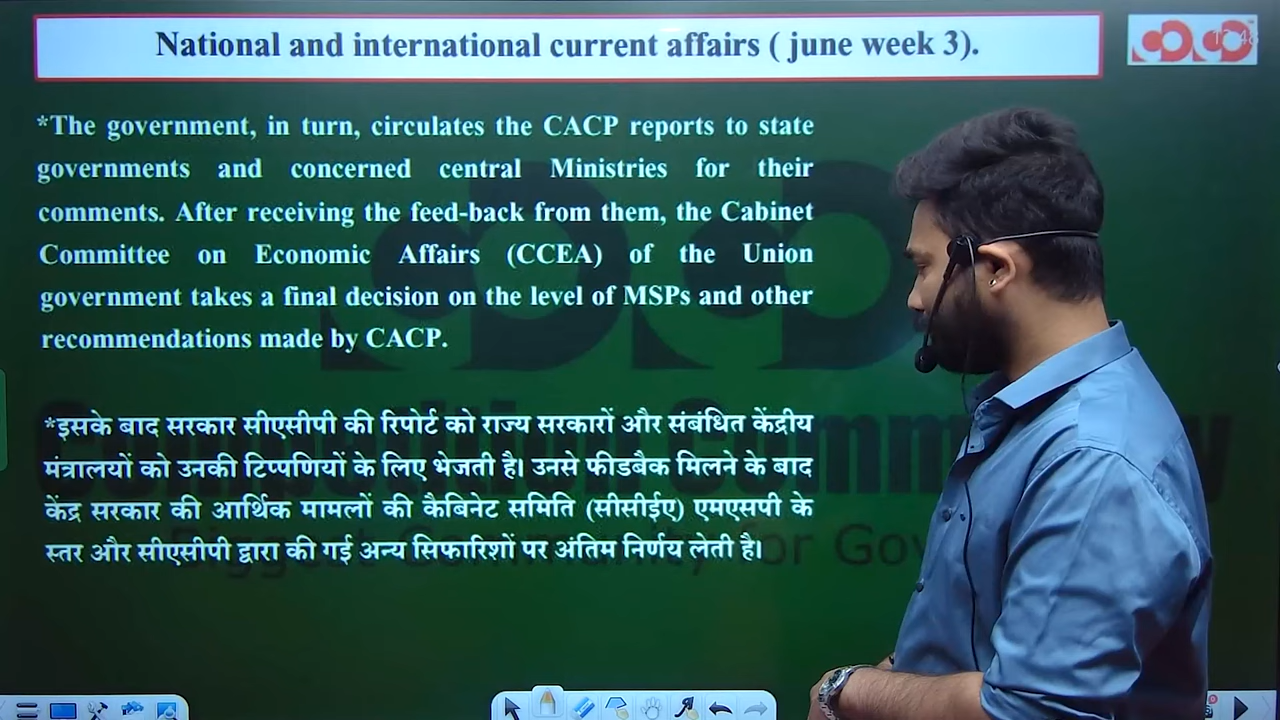 National and international current affairs ( june week 3).
*The government, in turn, circulates the CACP reports to state
governments and concerned central Ministries for their
comments. After receiving the feed-back from them, the Cabinet
Committee on Economic Affairs (CCEA) of the Union
government takes a final decision on the level of MSPs and other
recommendations made by CACP.
*इसके बाद सरकार सीएसीपी की रिपोर्ट को राज्य सरकारों और संबंधित केंद्रीय
मंत्रालयों को उनकी टिप्पणियों के लिए भेजती है। उनसे फीडबैक मिलने के बाद
केंद्र सरकार की आर्थिक मामलों की कैबिनेट समिति (सीसीईए) एमएसपी के
स्तर और सीएसीपी द्वारा की गई अन्य सिफारिशों पर अंतिम निर्णय लेती है।